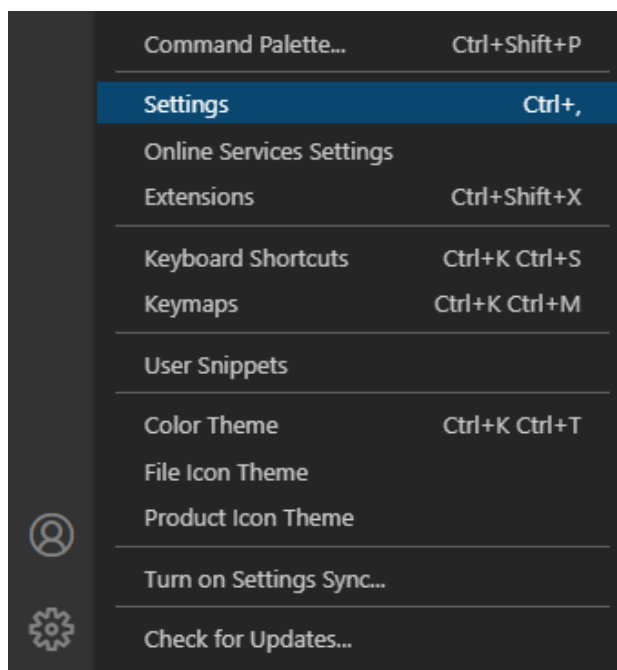 Command Palette... Ctrl+Shift+P
Settings Ctrl+,
Online Services Settings
Extensions Ctrl+Shift+X
Keyboard Shortcuts Ctrl+K Ctrl+S
Keymaps Ctrl+K Ctrl+M
User Snippets
Color Theme Ctrl+K Ctrl+T
File Icon Theme
Product Icon Theme
Turn on Settings Sync...
Check for Updates...